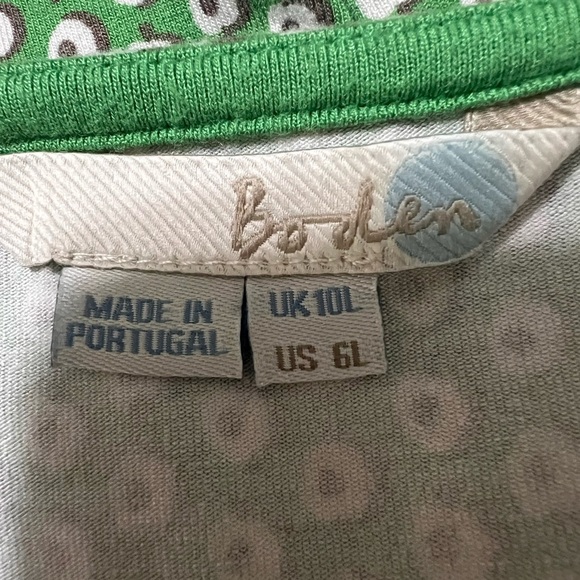 Boden
MADE IN
PORTUGAL
UK 10L
US 6L